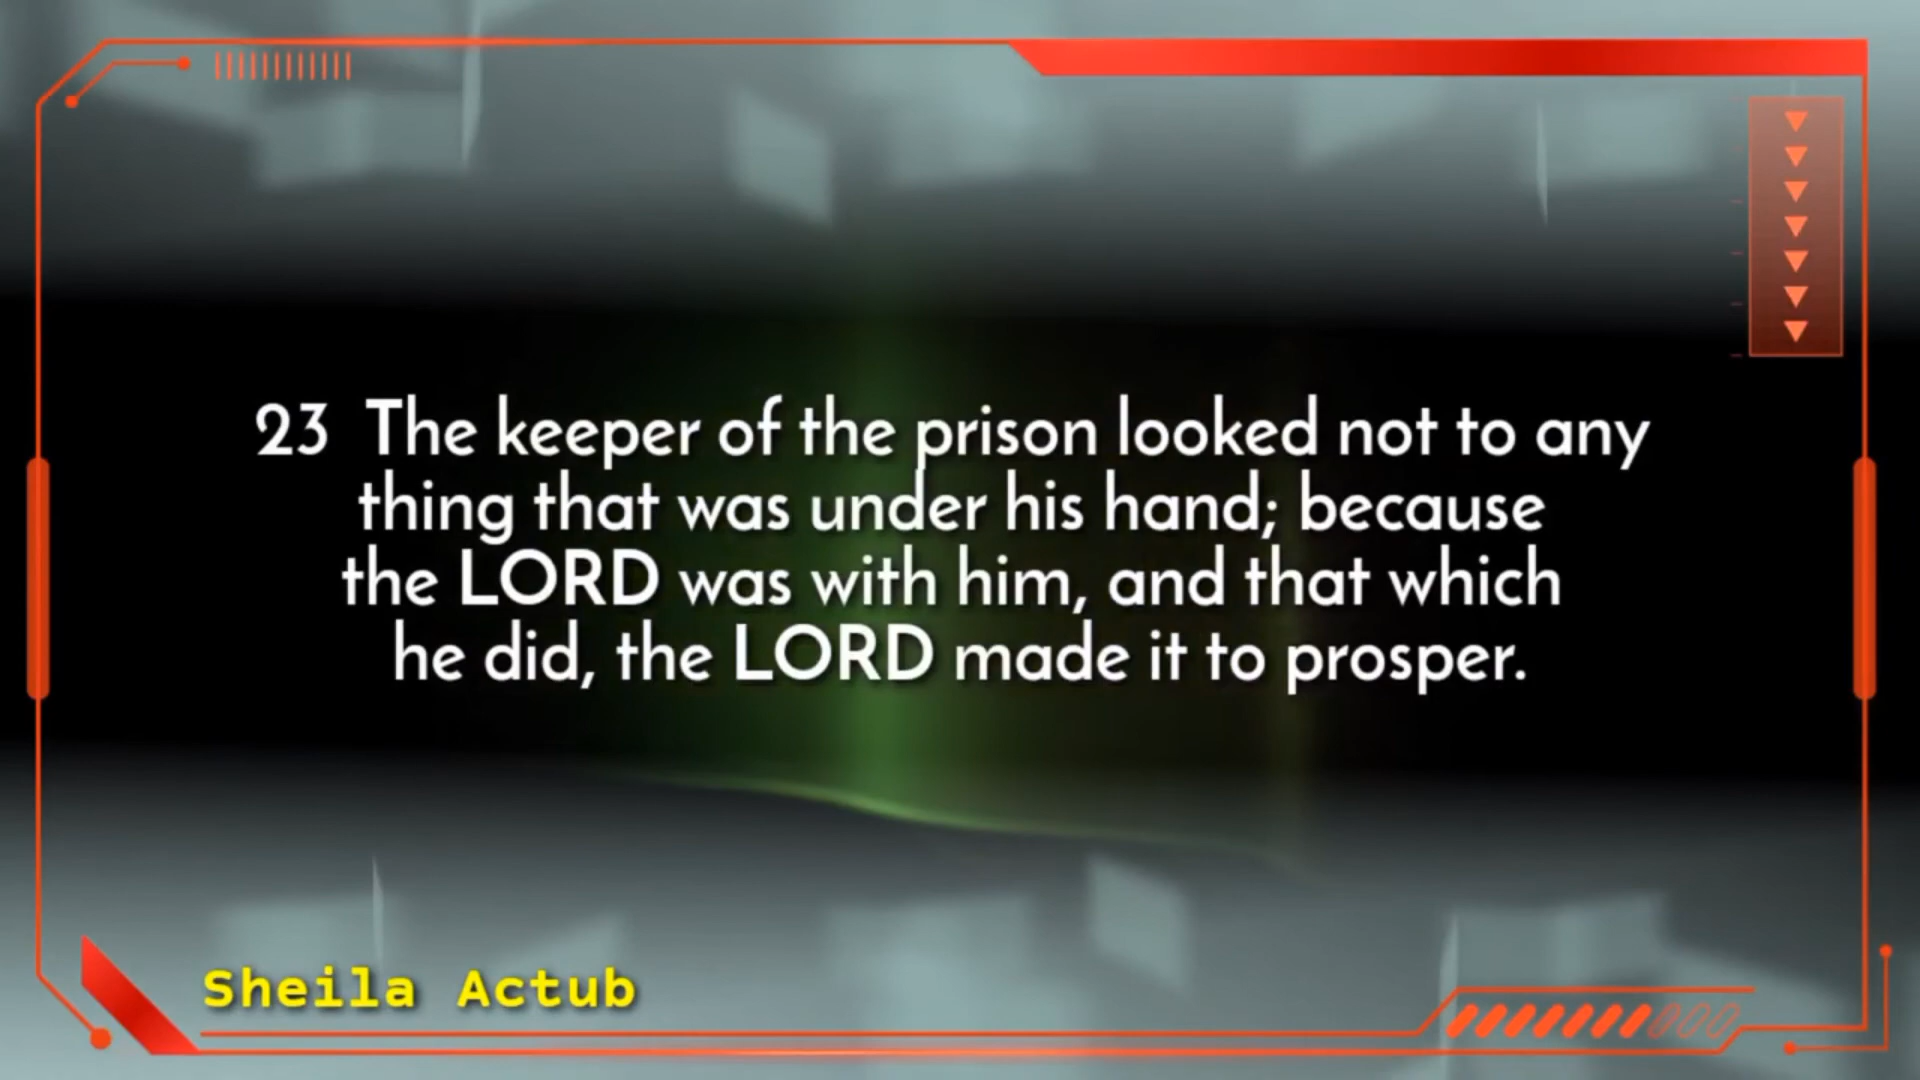 23 The keeper of the prison looked not to any
thing that was under his hand; because
the LORD was with him, and that which
he did, the LORD made it to prosper.
Sheila Actub